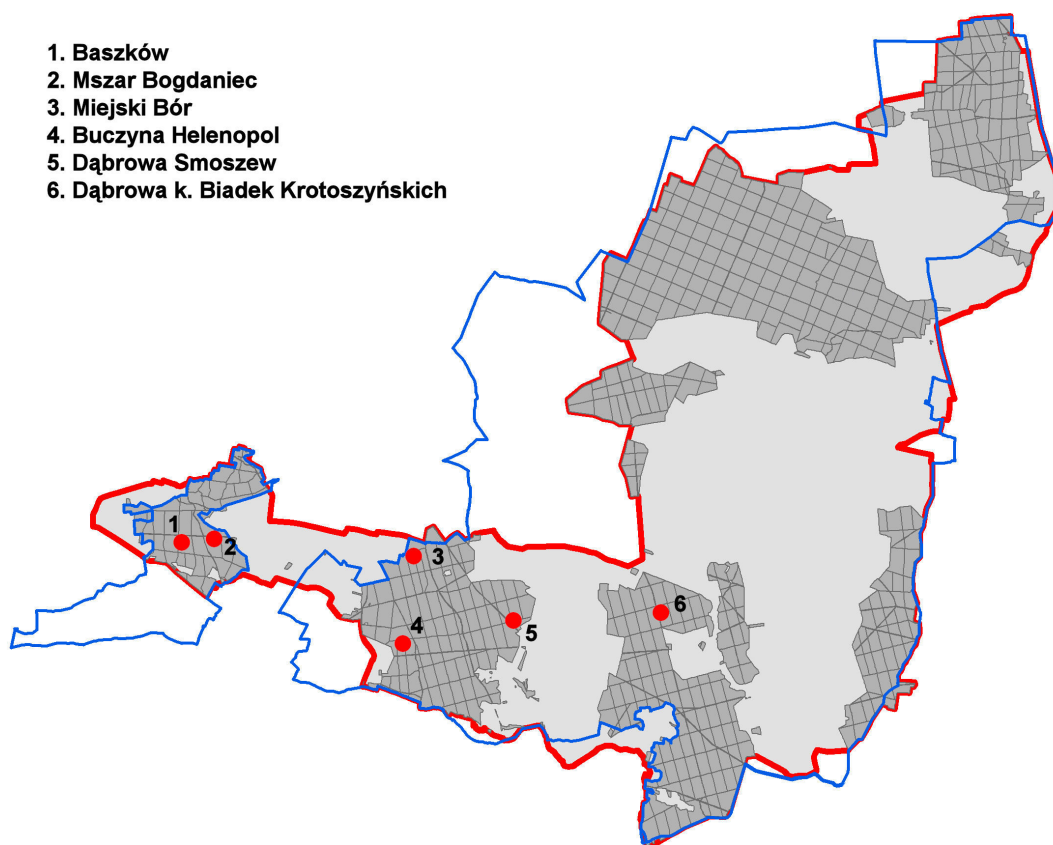 1. Baszków
2. Mszar Bogdaniec
3. Miejski Bór
4. Buczyna Helenopol
5. Dąbrowa Smoszew
6. Dąbrowa k. Biadek Krotoszyńskich
1
2
3
4
5
6